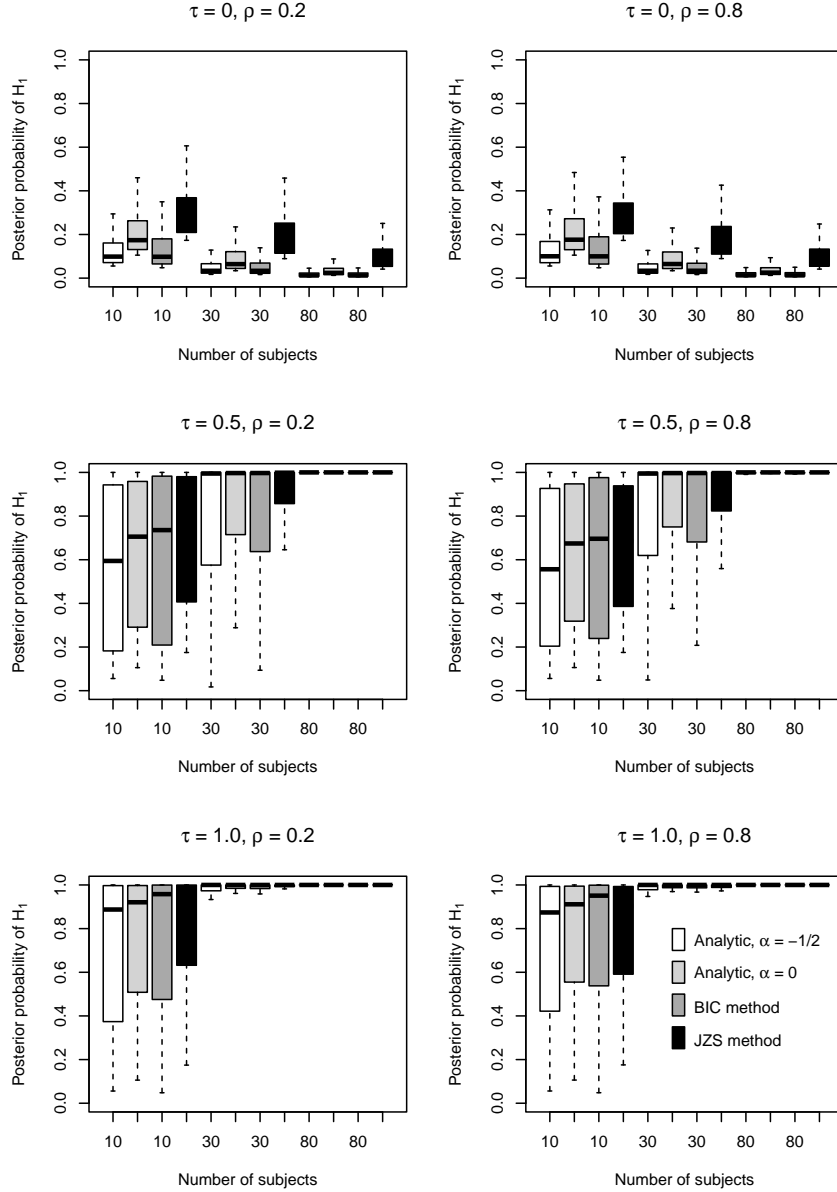 τ = 0, ρ = 0.2
Posterior probability of H1
1.0
0.8
0.6
0.4
0.2
0.0
10 10 30 30 80 80
Number of subjects
τ = 0, ρ = 0.8
Posterior probability of H1
1.0
0.8
0.6
0.4
0.2
0.0
10 10 30 30 80 80
Number of subjects
τ = 0.5, ρ = 0.2
Posterior probability of H1
1.0
0.8
0.6
0.4
0.2
0.0
10 10 30 30 80 80
Number of subjects
τ = 0.5, ρ = 0.8
Posterior probability of H1
1.0
0.8
0.6
0.4
0.2
0.0
10 10 30 30 80 80
Number of subjects
τ = 1.0, ρ = 0.2
Posterior probability of H1
1.0
0.8
0.6
0.4
0.2
0.0
10 10 30 30 80 80
Number of subjects
τ = 1.0, ρ = 0.8
Posterior probability of H1
1.0
0.8
0.6
0.4
0.2
0.0
Analytic, α = −1/2
Analytic, α = 0
BIC method
JZS method
10 10 30 30 80 80
Number of subjects